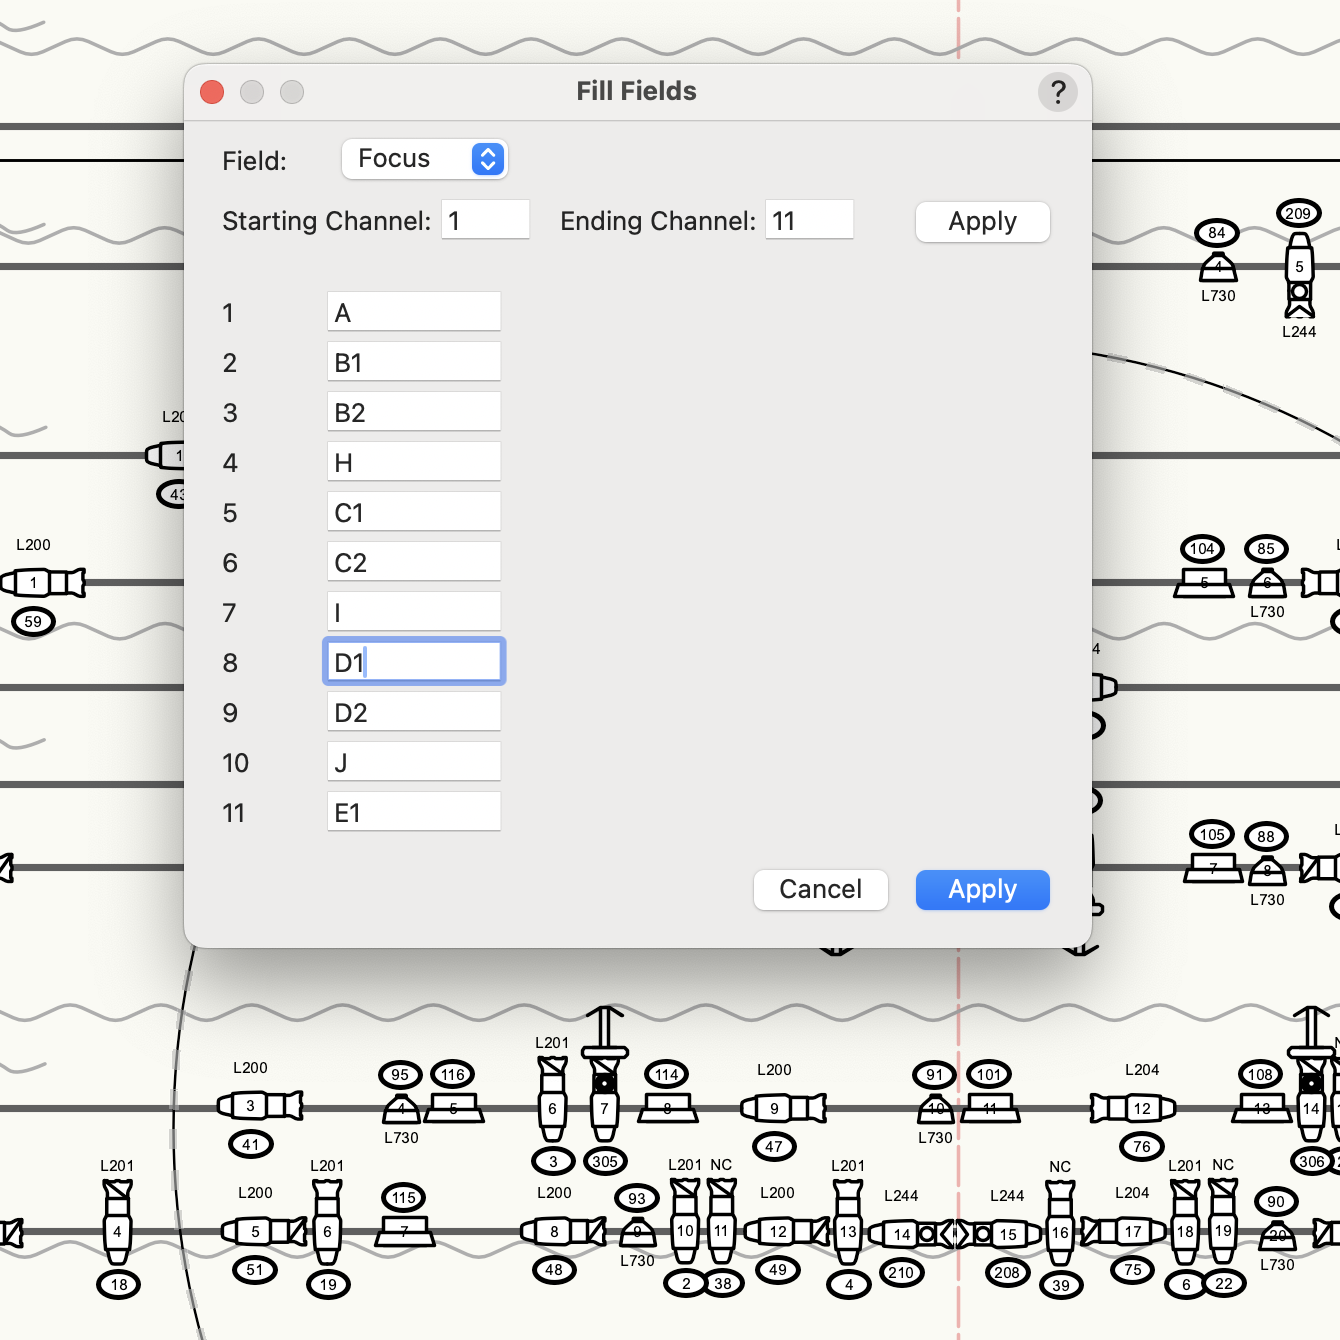 Fill Fields
?
Field: Focus
Starting Channel: 1 Ending Channel: 11 Apply
1 A
2 B1
3 B2
4 H
5 C1
6 C2
7 I
8 D1
9 D2
10 J
11 E1
Cancel Apply
209
84
4
5
L730
L244
L200
1
59
104
85
5
6
L730
4
105
88
7
8
L730
L200
3
41
95
116
4
5
L730
L201
6
7
3
305
114
8
L200
9
47
91
101
10
11
L730
L204
12
76
108
13
14
306
L201
4
18
L200
5
51
L201
6
19
115
7
L200
8
48
93
9
L730
L201 NC
10
11
2
38
L200
12
49
L201
13
4
L244
14
210
L244
15
208
NC
16
39
L204
17
75
L201 NC
18
19
6
22
90
20
L730